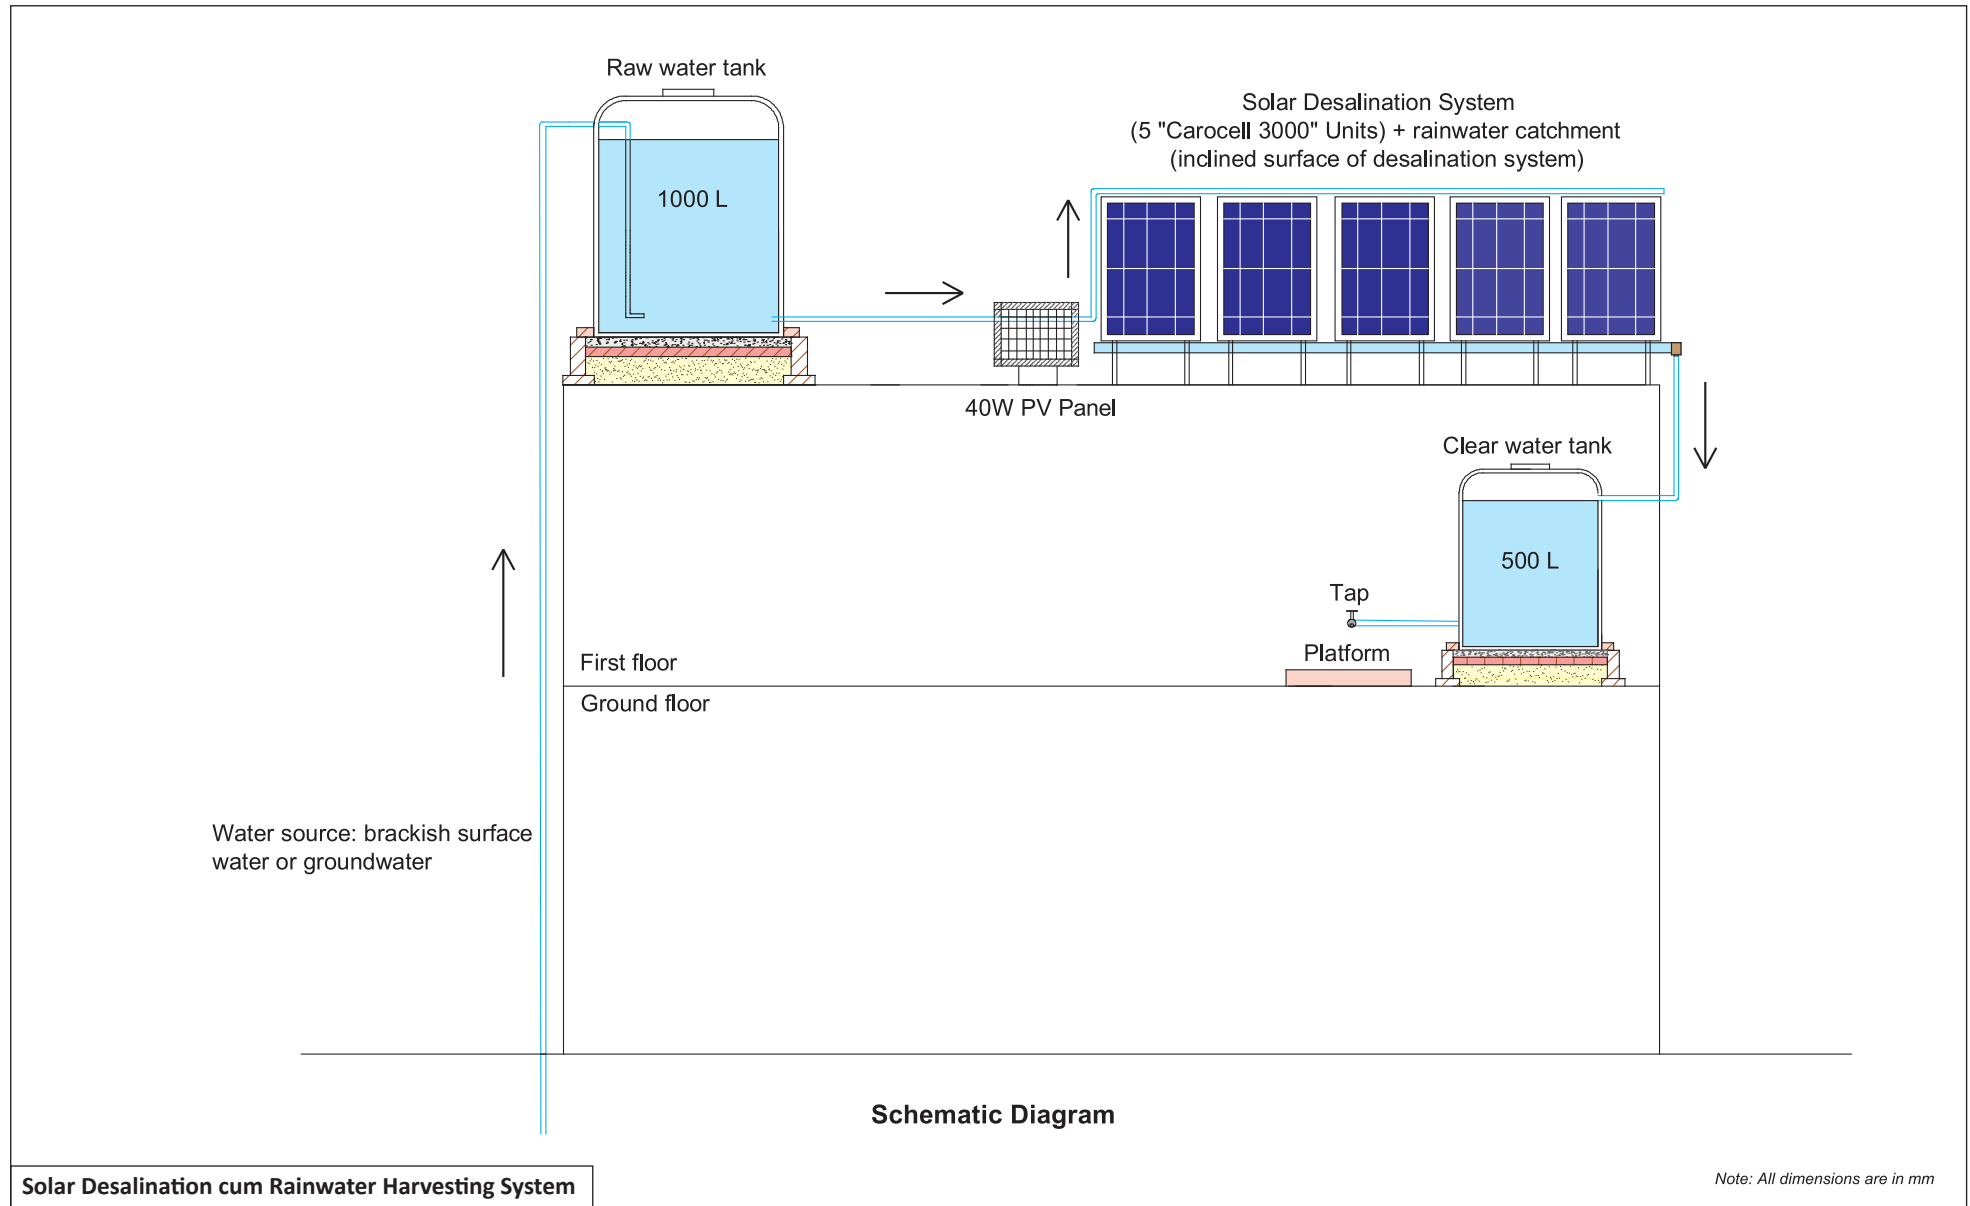 Raw water tank
1000 L
Solar Desalination System
(5 "Carocell 3000" Units) + rainwater catchment
(inclined surface of desalination system)
40W PV Panel
Clear water tank
500 L
Tap
Platform
First floor
Ground floor
Water source: brackish surface
water or groundwater
Schematic Diagram
Solar Desalination cum Rainwater Harvesting System
Note: All dimensions are in mm